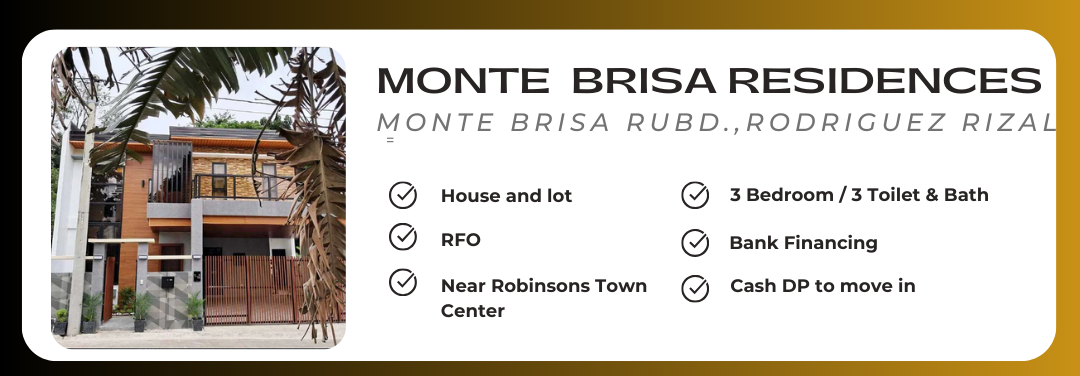 MONTE BRISA RESIDENCES
MONTE BRISA RUBD.,RODRIGUEZ RIZAL
House and lot
RFO
Near Robinsons Town
Center
3 Bedroom / 3 Toilet & Bath
Bank Financing
Cash DP to move in